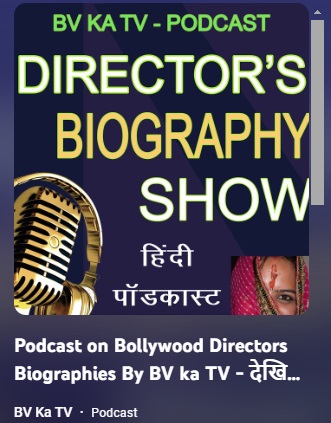 BV KA TV - PODCAST
DIRECTOR'S
BIOGRAPHY
SHOW
हिंदी
पॉडकास्ट
Podcast on Bollywood Directors
Biographies By BV ka TV - देखि...
BV Ka TV · Podcast